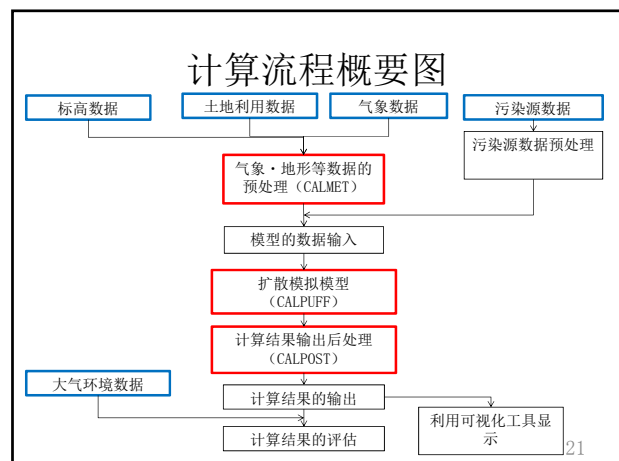 计算流程概要图
标高数据
土地利用数据
气象数据
污染源数据
污染源数据预处理
气象・地形等数据的
预处理（CALMET）
模型的数据输入
扩散模拟模型
（CALPUFF）
计算结果输出后处理
（CALPOST）
大气环境数据
计算结果的输出
利用可视化工具显
示
计算结果的评估
21